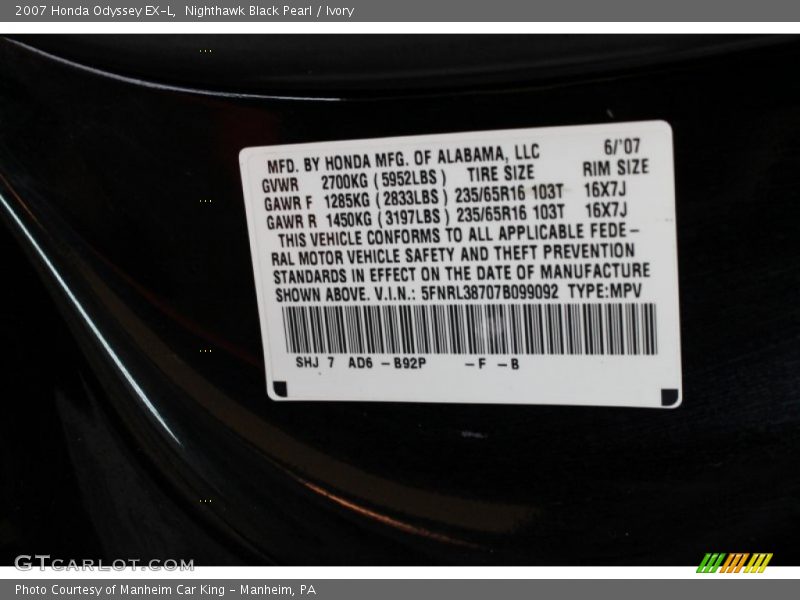 2007 Honda Odyssey EX-L, Nighthawk Black Pearl / Ivory
MFD. BY HONDA MFG. OF ALABAMA, LLC 6/'07
GVWR 2700KG ( 5952LBS ) TIRE SIZE RIM SIZE
GAWR F 1285KG ( 2833LBS ) 235/65R16 103T 16X7J
GAWR R 1450KG ( 3197LBS ) 235/65R16 103T 16X7J
THIS VEHICLE CONFORMS TO ALL APPLICABLE FEDE-
RAL MOTOR VEHICLE SAFETY AND THEFT PREVENTION
STANDARDS IN EFFECT ON THE DATE OF MANUFACTURE
SHOWN ABOVE. V.I.N.: 5FNRL38707B099092 TYPE:MPV
SHJ 7 AD6 -B92P -F -B
GTCARLOT.COM
Photo Courtesy of Manheim Car King - Manheim, PA